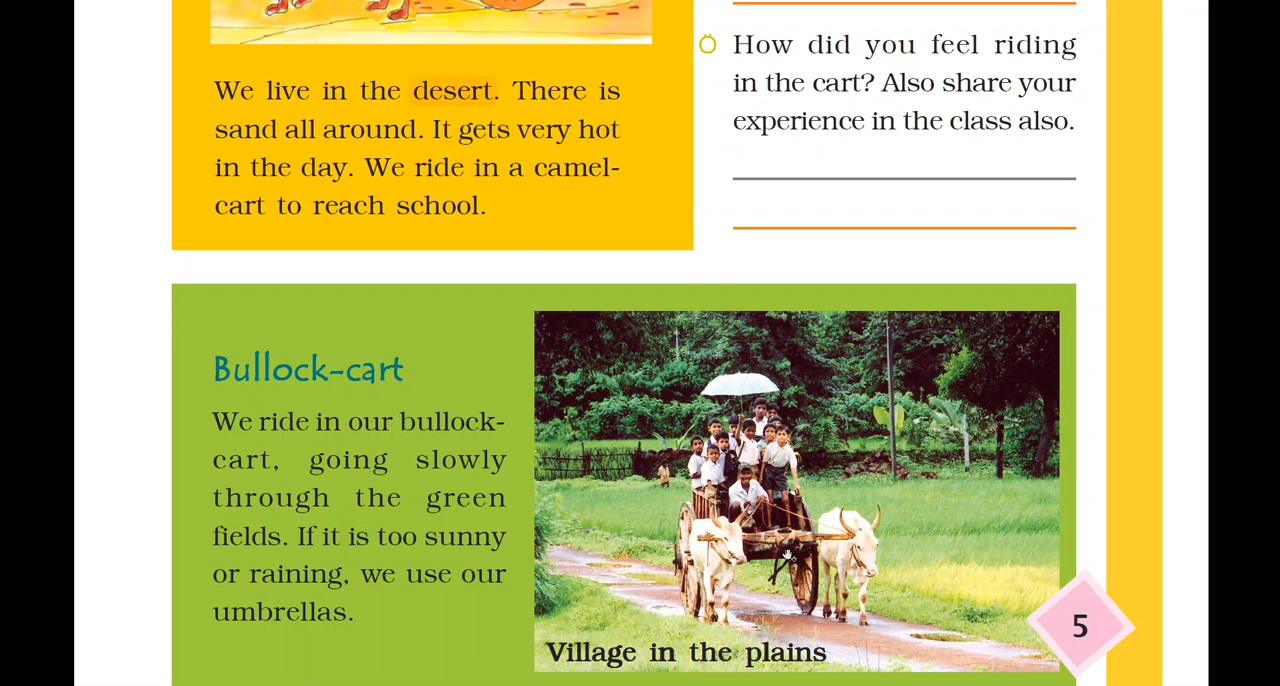 We live in the desert. There is
sand all around. It gets very hot
in the day. We ride in a camel-
cart to reach school.
How did you feel riding
in the cart? Also share your
experience in the class also.
Bullock-cart
We ride in our bullock-
cart, going slowly
through the green
fields. If it is too sunny
or raining, we use our
umbrellas.
Village in the plains
5